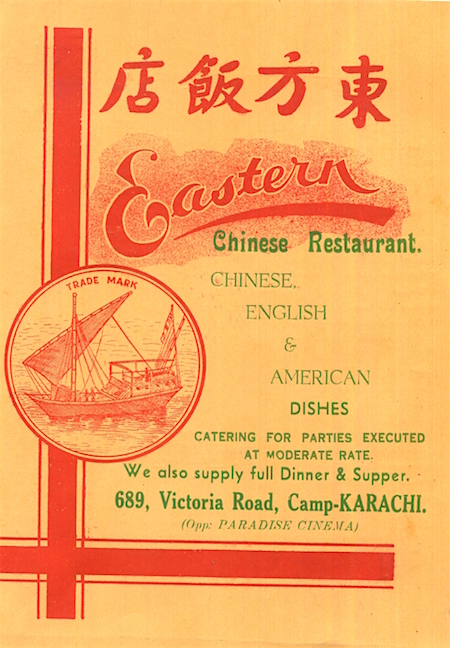 東方飯店
Eastern
Chinese Restaurant.
TRADE MARK
CHINESE,
ENGLISH
&
AMERICAN
DISHES
CATERING FOR PARTIES EXECUTED
AT MODERATE RATE.
We also supply full Dinner & Supper.
689, Victoria Road, Camp-KARACHI.
(Opp: PARADISE CINEMA)